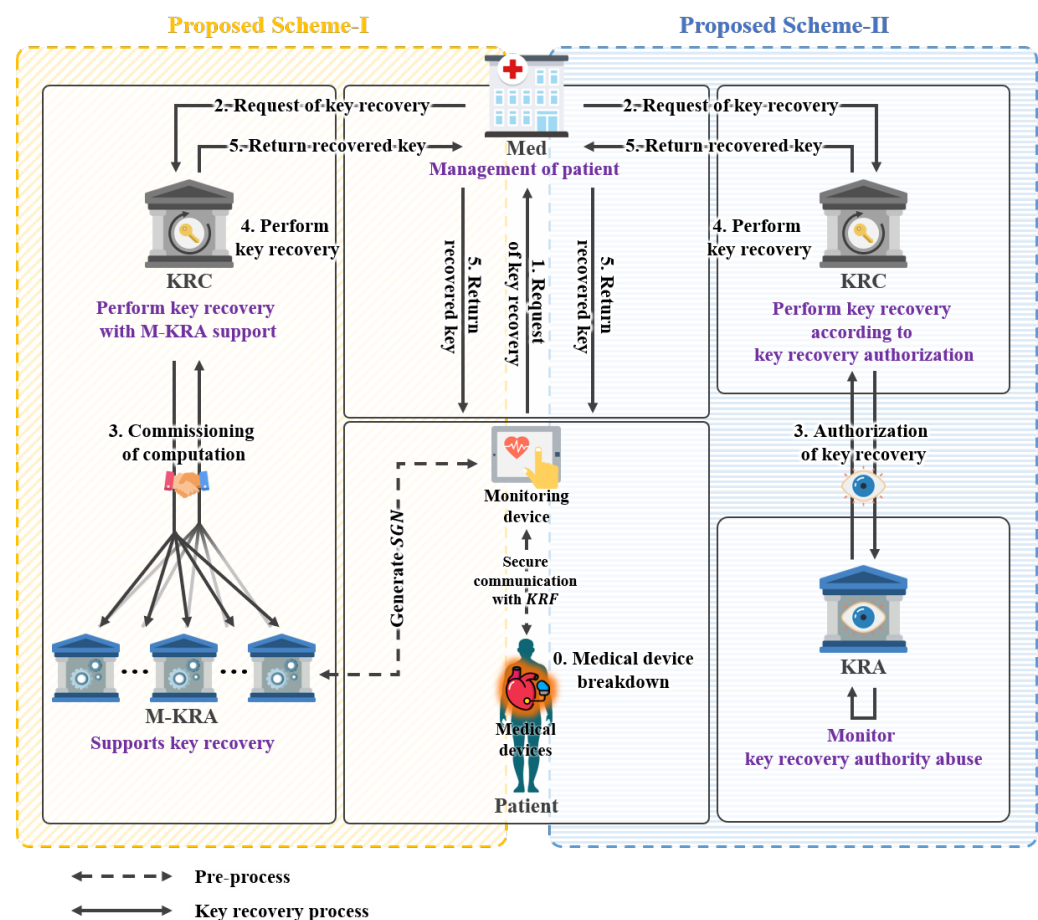 Proposed Scheme-I
Proposed Scheme-II
2. Request of key recovery
2. Request of key recovery
5. Return recovered key
5. Return recovered key
Med
Management of patient
4. Perform
key recovery
KRC
Perform key recovery
with M-KRA support
5. Return
recovered key
1. Request
of key recovery
5. Return
recovered key
4. Perform
key recovery
KRC
Perform key recovery
according to
key recovery authorization
3. Commissioning
of computation
3. Authorization
of key recovery
Monitoring
device
Generate SGN
Secure
communication
with KRF
0. Medical device
breakdown
Medical
devices
Patient
M-KRA
Supports key recovery
KRA
Monitor
key recovery authority abuse
Pre-process
Key recovery process